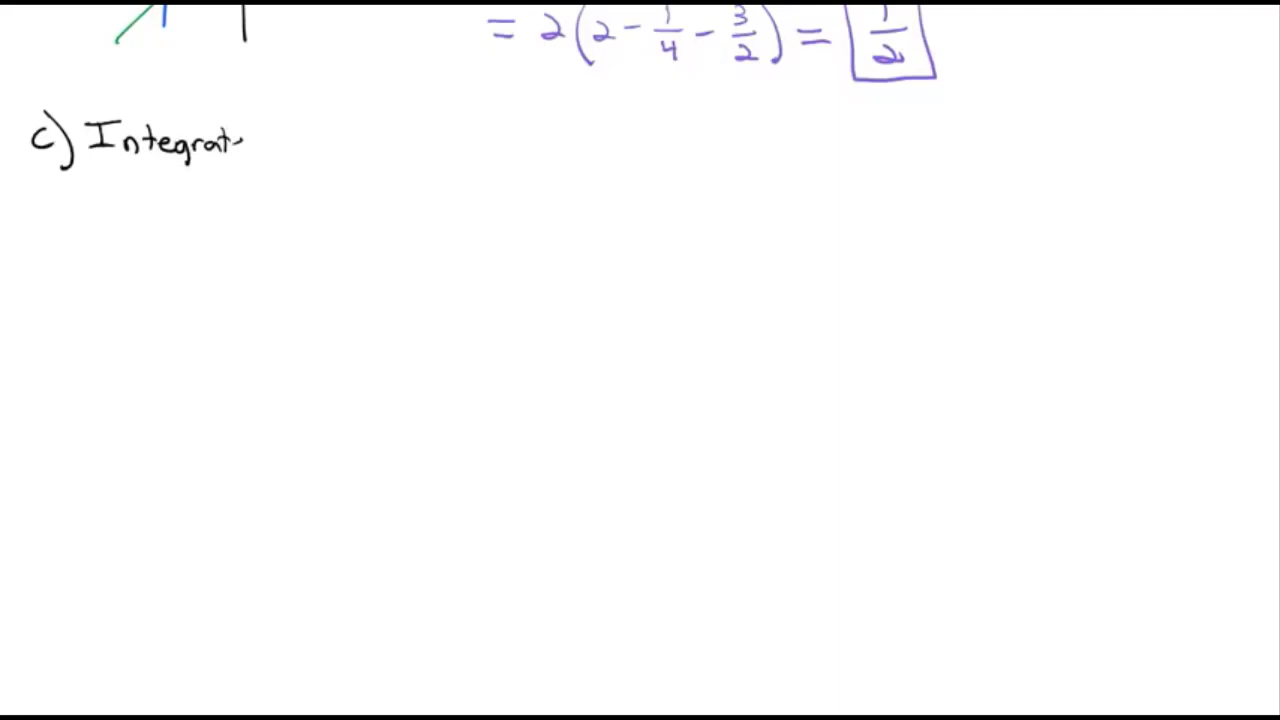 = 2(2 - 1/4 - 3/2) = 1/2
c) Integrat